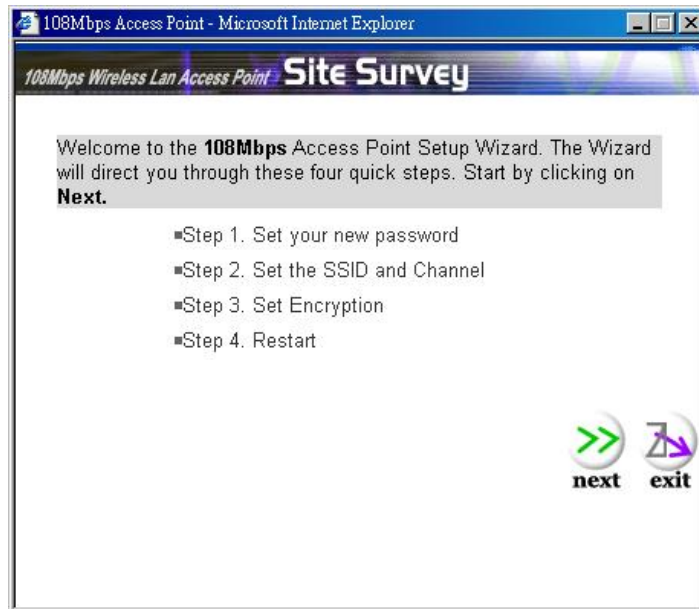 108Mbps Access Point - Microsoft Internet Explorer
108Mbps Wireless Lan Access Point Site Survey
Welcome to the 108Mbps Access Point Setup Wizard. The Wizard
will direct you through these four quick steps. Start by clicking on
Next.
Step 1. Set your new password
Step 2. Set the SSID and Channel
Step 3. Set Encryption
Step 4. Restart
next exit